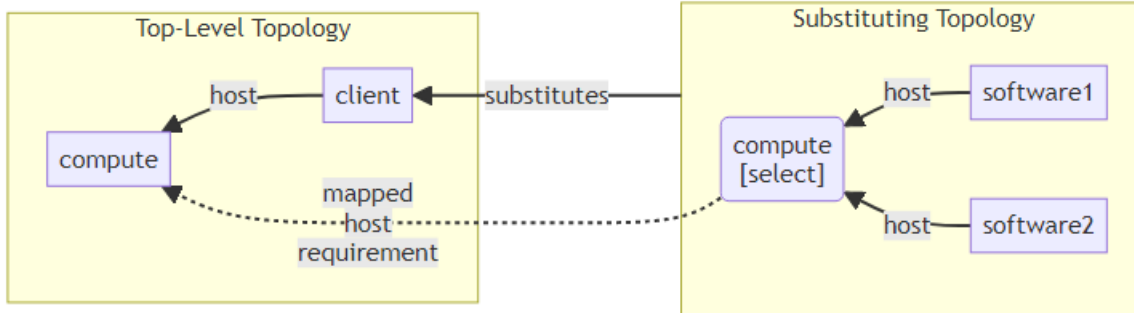 Top-Level Topology
host
client
compute
mapped
host
requirement
substitutes
Substituting Topology
compute
[select]
host
software1
host
software2